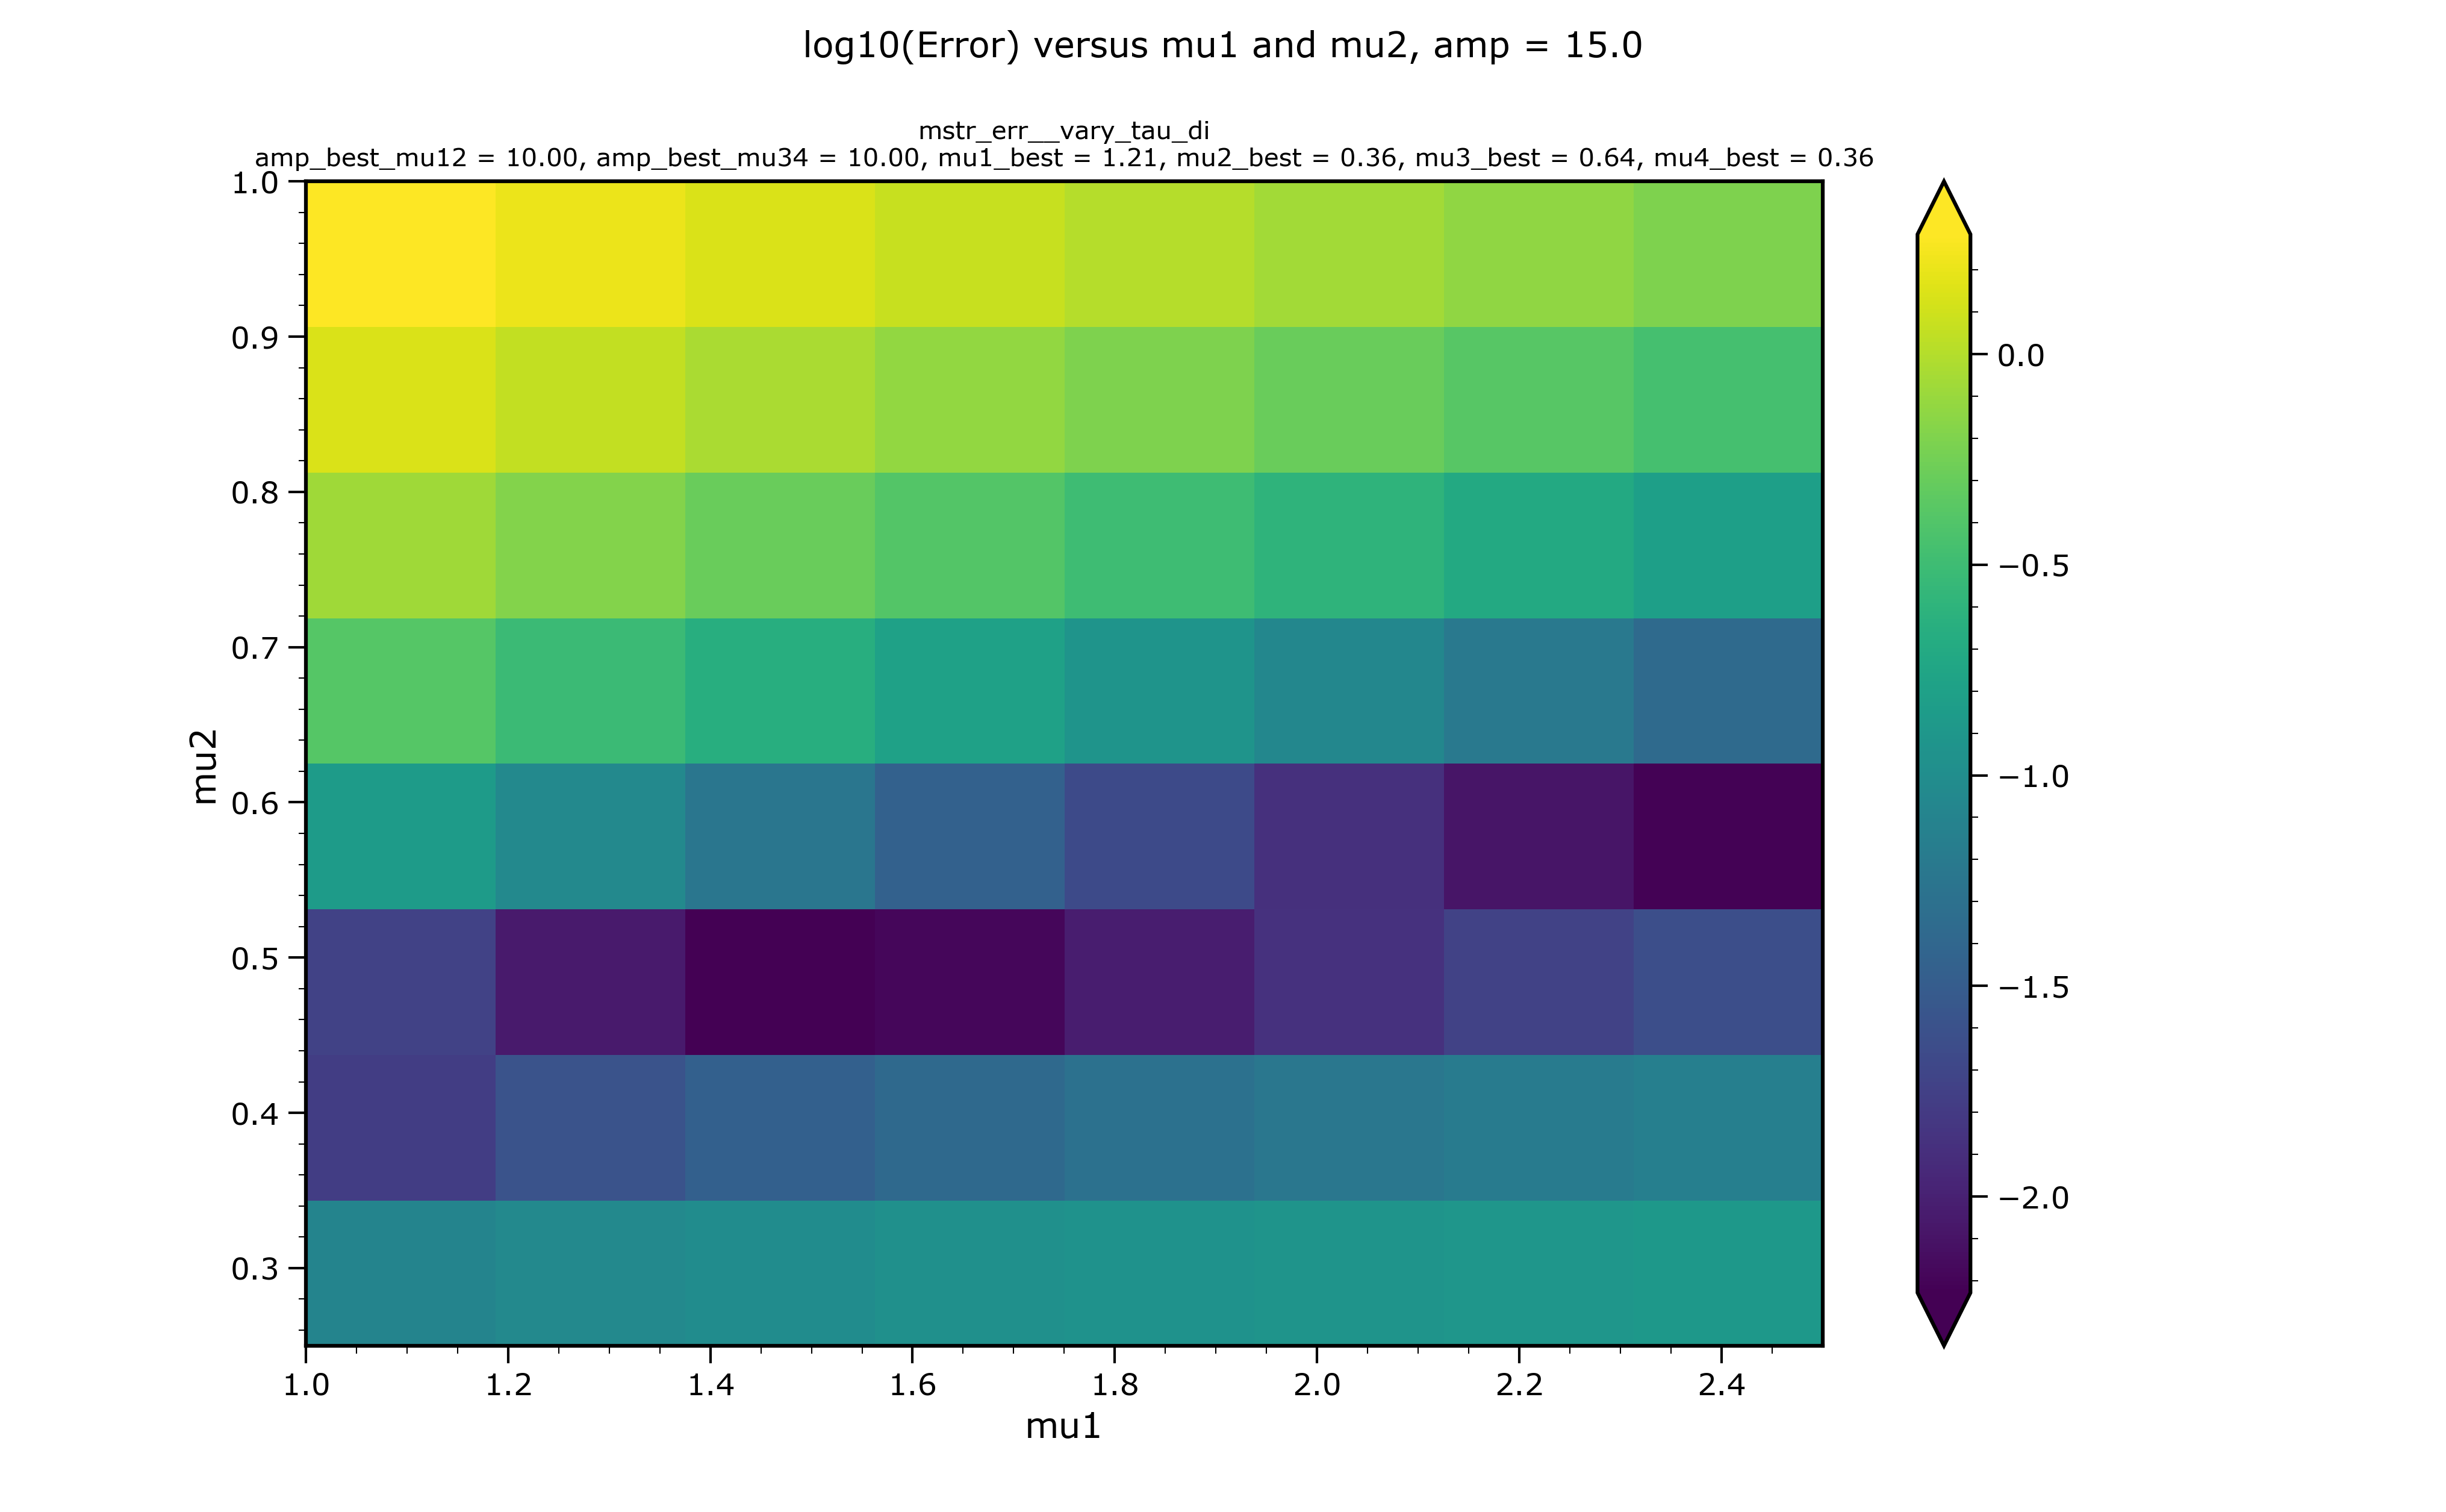 log10(Error) versus mu1 and mu2, amp = 15.0
mstr_err__vary_tau_di
amp_best_mu12 = 10.00, amp_best_mu34 = 10.00, mu1_best = 1.21, mu2_best = 0.36, mu3_best = 0.64, mu4_best = 0.36
1.0
0.9
0.8
0.7
0.6
0.5
0.4
0.3
mu2
1.0 1.2 1.4 1.6 1.8 2.0 2.2 2.4
mu1
0.0
−0.5
−1.0
−1.5
−2.0